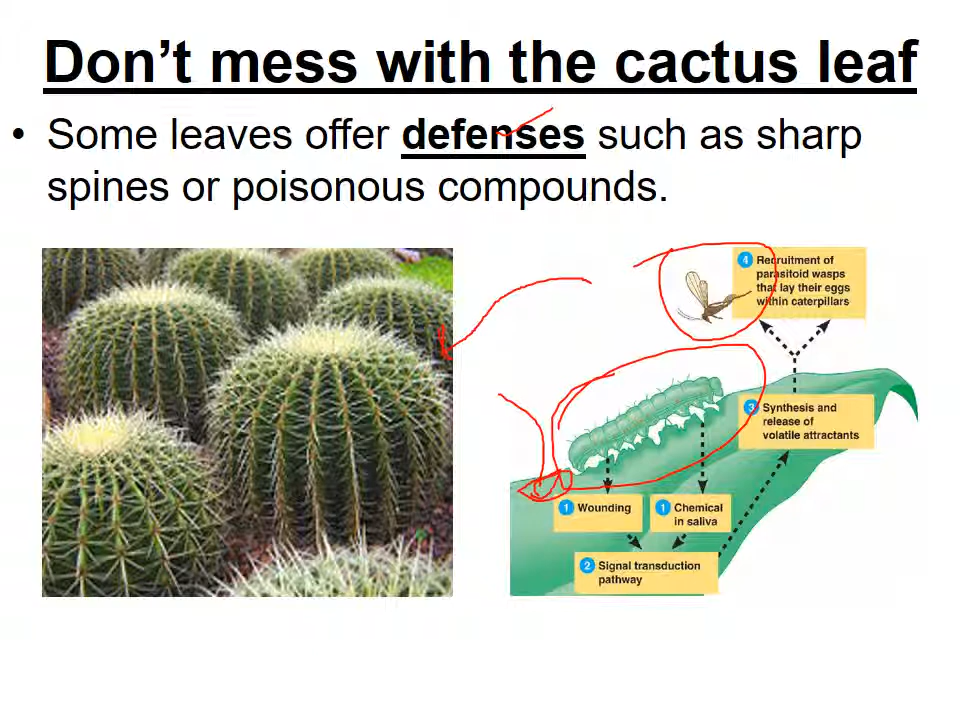 Don't mess with the cactus leaf
• Some leaves offer defenses such as sharp
spines or poisonous compounds.
4 Recruitment of
parasitoid wasps
that lay their eggs
within caterpillars
3 Synthesis and
release of
volatile attractants
1 Wounding
1 Chemical
in saliva
2 Signal transduction
pathway